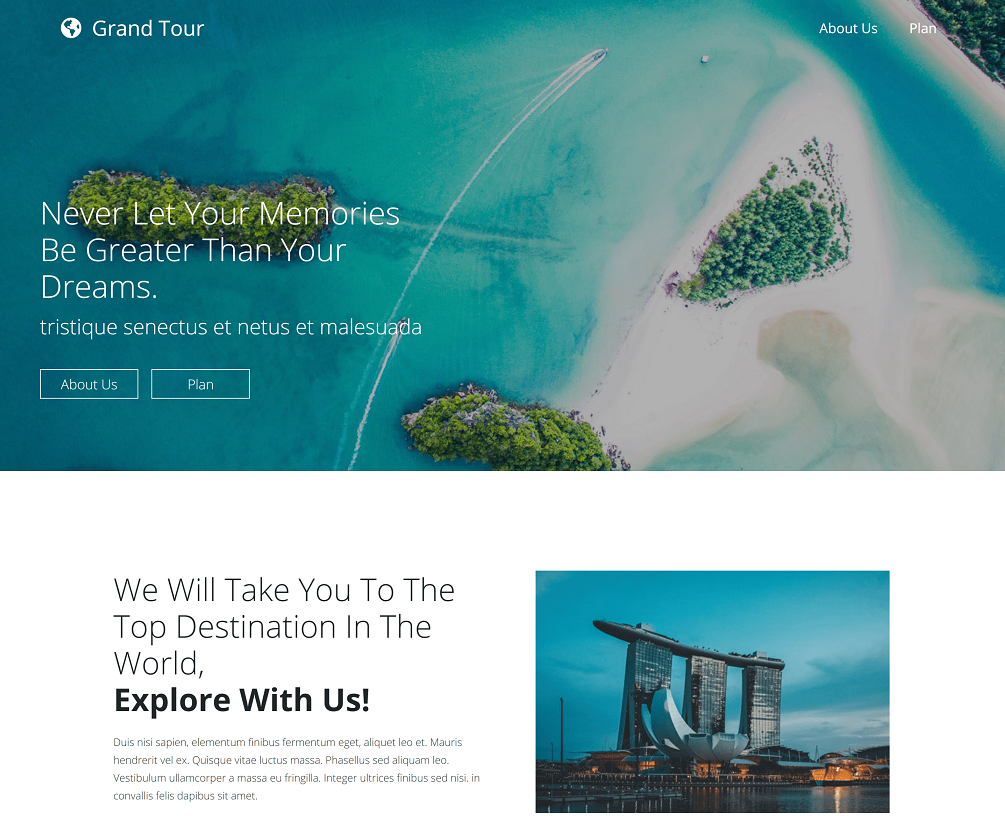 Grand Tour
About Us
Plan
Never Let Your Memories
Be Greater Than Your
Dreams.
tristique senectus et netus et malesuada
About Us
Plan
We Will Take You To The
Top Destination In The
World,
Explore With Us!
Duis nisi sapien, elementum finibus fermentum eget, aliquet leo et. Mauris
hendrerit vel ex. Quisque vitae luctus massa. Phasellus sed aliquam leo.
Vestibulum ullamcorper a massa eu fringilla. Integer ultrices finibus sed nisi. in
convallis felis dapibus sit amet.